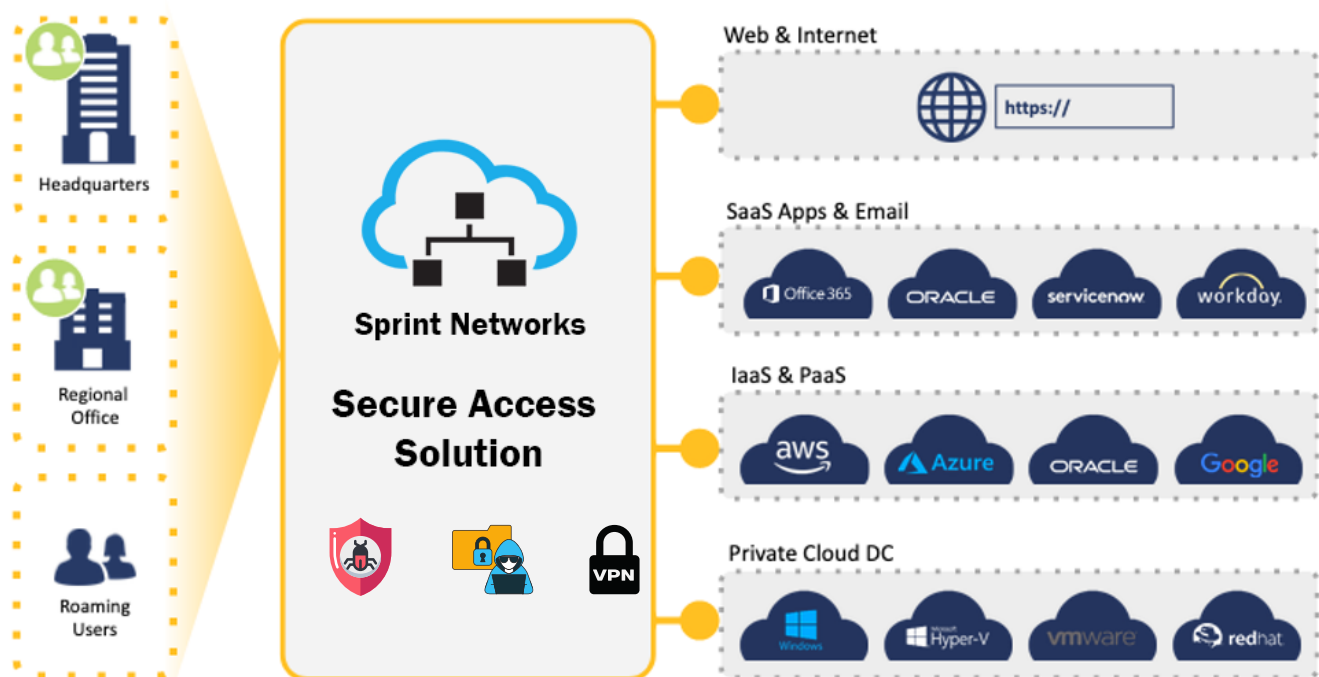 Headquarters
Regional
Office
Roaming
Users
Sprint Networks
Secure Access
Solution
VPN
Web & Internet
https://
SaaS Apps & Email
Office 365
ORACLE
servicenow
workday.
IaaS & PaaS
aws
Azure
ORACLE
Google
Private Cloud DC
Windows
Microsoft
Hyper-V
vmware
redhat